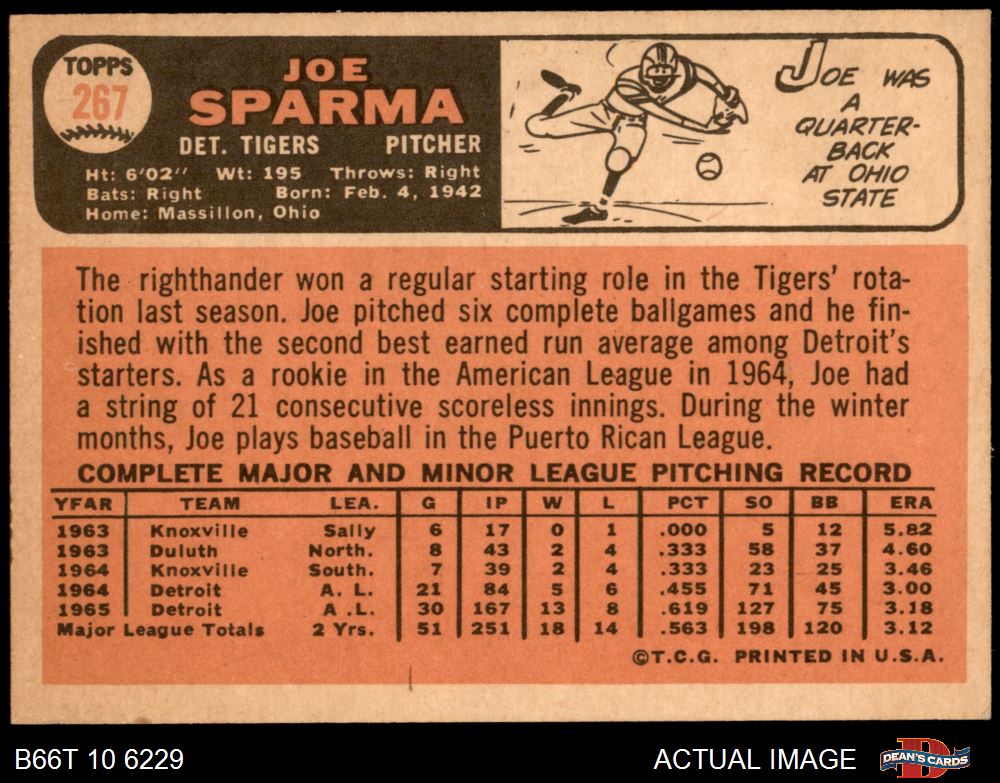 TOPPS
267
JOE
SPARMA
DET. TIGERS PITCHER
Ht: 6'02" Wt: 195 Throws: Right
Bats: Right Born: Feb. 4, 1942
Home: Massillon, Ohio
JOE WAS
A
QUARTER-
BACK
AT OHIO
STATE
The righthander won a regular starting role in the Tigers' rota-
tion last season. Joe pitched six complete ballgames and he fin-
ished with the second best earned run average among Detroit's
starters. As a rookie in the American League in 1964, Joe had
a string of 21 consecutive scoreless innings. During the winter
months, Joe plays baseball in the Puerto Rican League.
COMPLETE MAJOR AND MINOR LEAGUE PITCHING RECORD
YEAR TEAM LEA. G IP W L PCT SO BB ERA
1963 Knoxville Sally 6 17 0 1 .000 5 12 5.82
1963 Duluth North. 8 43 2 4 .333 58 37 4.60
1964 Knoxville South. 7 39 2 4 .333 23 25 3.46
1964 Detroit A. L. 21 84 5 6 .455 71 45 3.00
1965 Detroit A .L. 30 167 13 8 .619 127 75 3.18
Major League Totals 2 Yrs. 51 251 18 14 .563 198 120 3.12
©T.C.G. PRINTED IN U.S.A.
B66T 10 6229 ACTUAL IMAGE DEAN'S CARDS